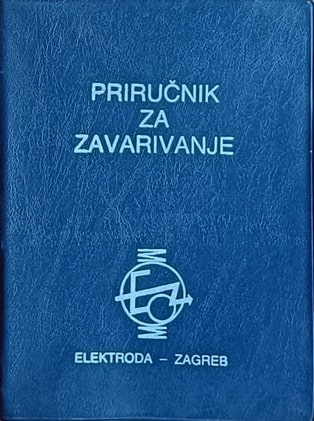 PRIRUČNIK
ZA
ZAVARIVANJE
ELEKTRODA – ZAGREB